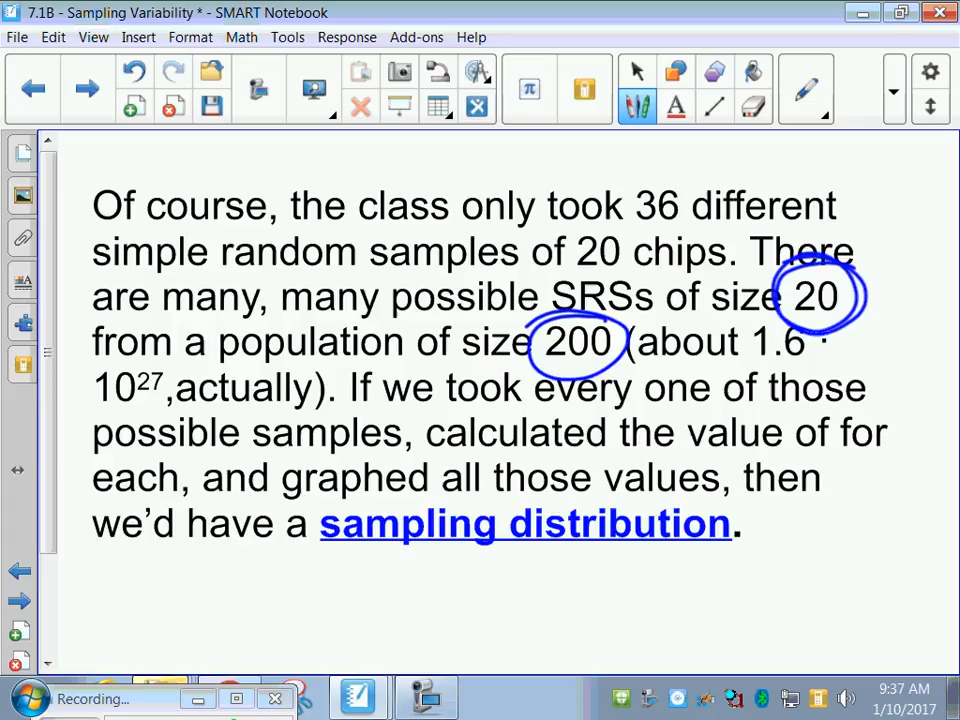 7.1B - Sampling Variability * - SMART Notebook
File Edit View Insert Format Math Tools Response Add-ons Help
Of course, the class only took 36 different
simple random samples of 20 chips. There
are many, many possible SRSs of size 20
from a population of size 200 (about 1.6 ·
10²⁷,actually). If we took every one of those
possible samples, calculated the value of for
each, and graphed all those values, then
we’d have a sampling distribution.
Recording...
9:37 AM
1/10/2017